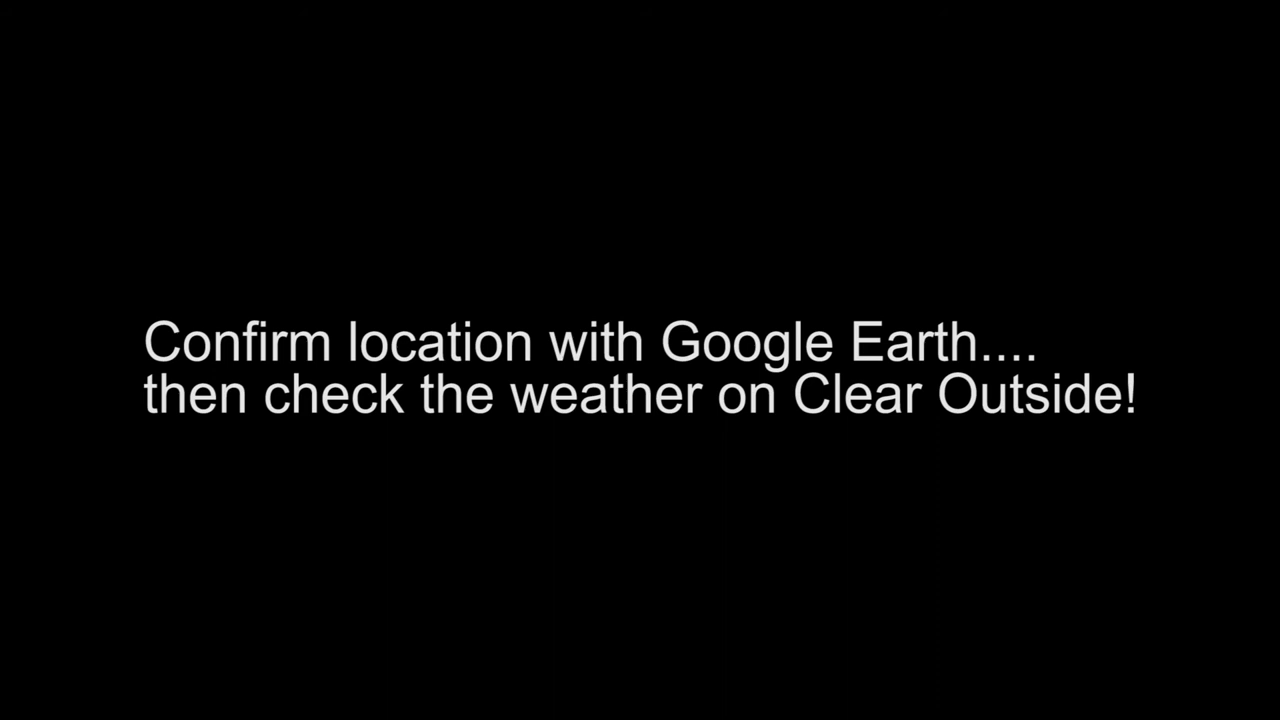 Confirm location with Google Earth....
then check the weather on Clear Outside!